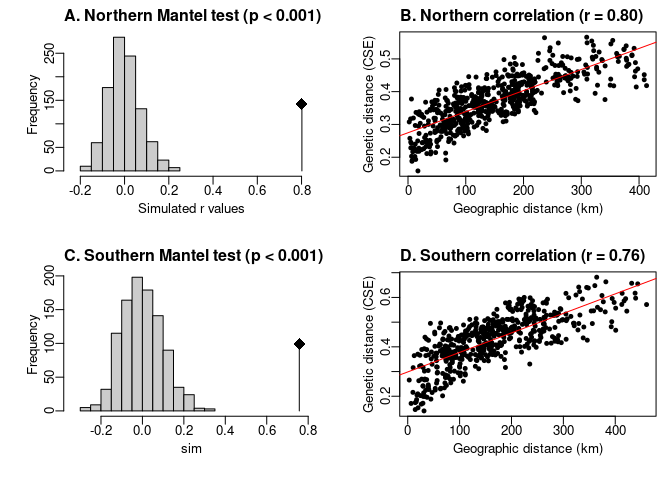 A. Northern Mantel test (p < 0.001)
Frequency
0 50 150 250
-0.2 0.0 0.2 0.4 0.6 0.8
Simulated r values
B. Northern correlation (r = 0.80)
Genetic distance (CSE)
0.2 0.3 0.4 0.5
0 100 200 300 400
Geographic distance (km)
C. Southern Mantel test (p < 0.001)
Frequency
0 50 100 150 200
-0.2 0.0 0.2 0.4 0.6 0.8
sim
D. Southern correlation (r = 0.76)
Genetic distance (CSE)
0.2 0.4 0.6
0 100 200 300 400
Geographic distance (km)